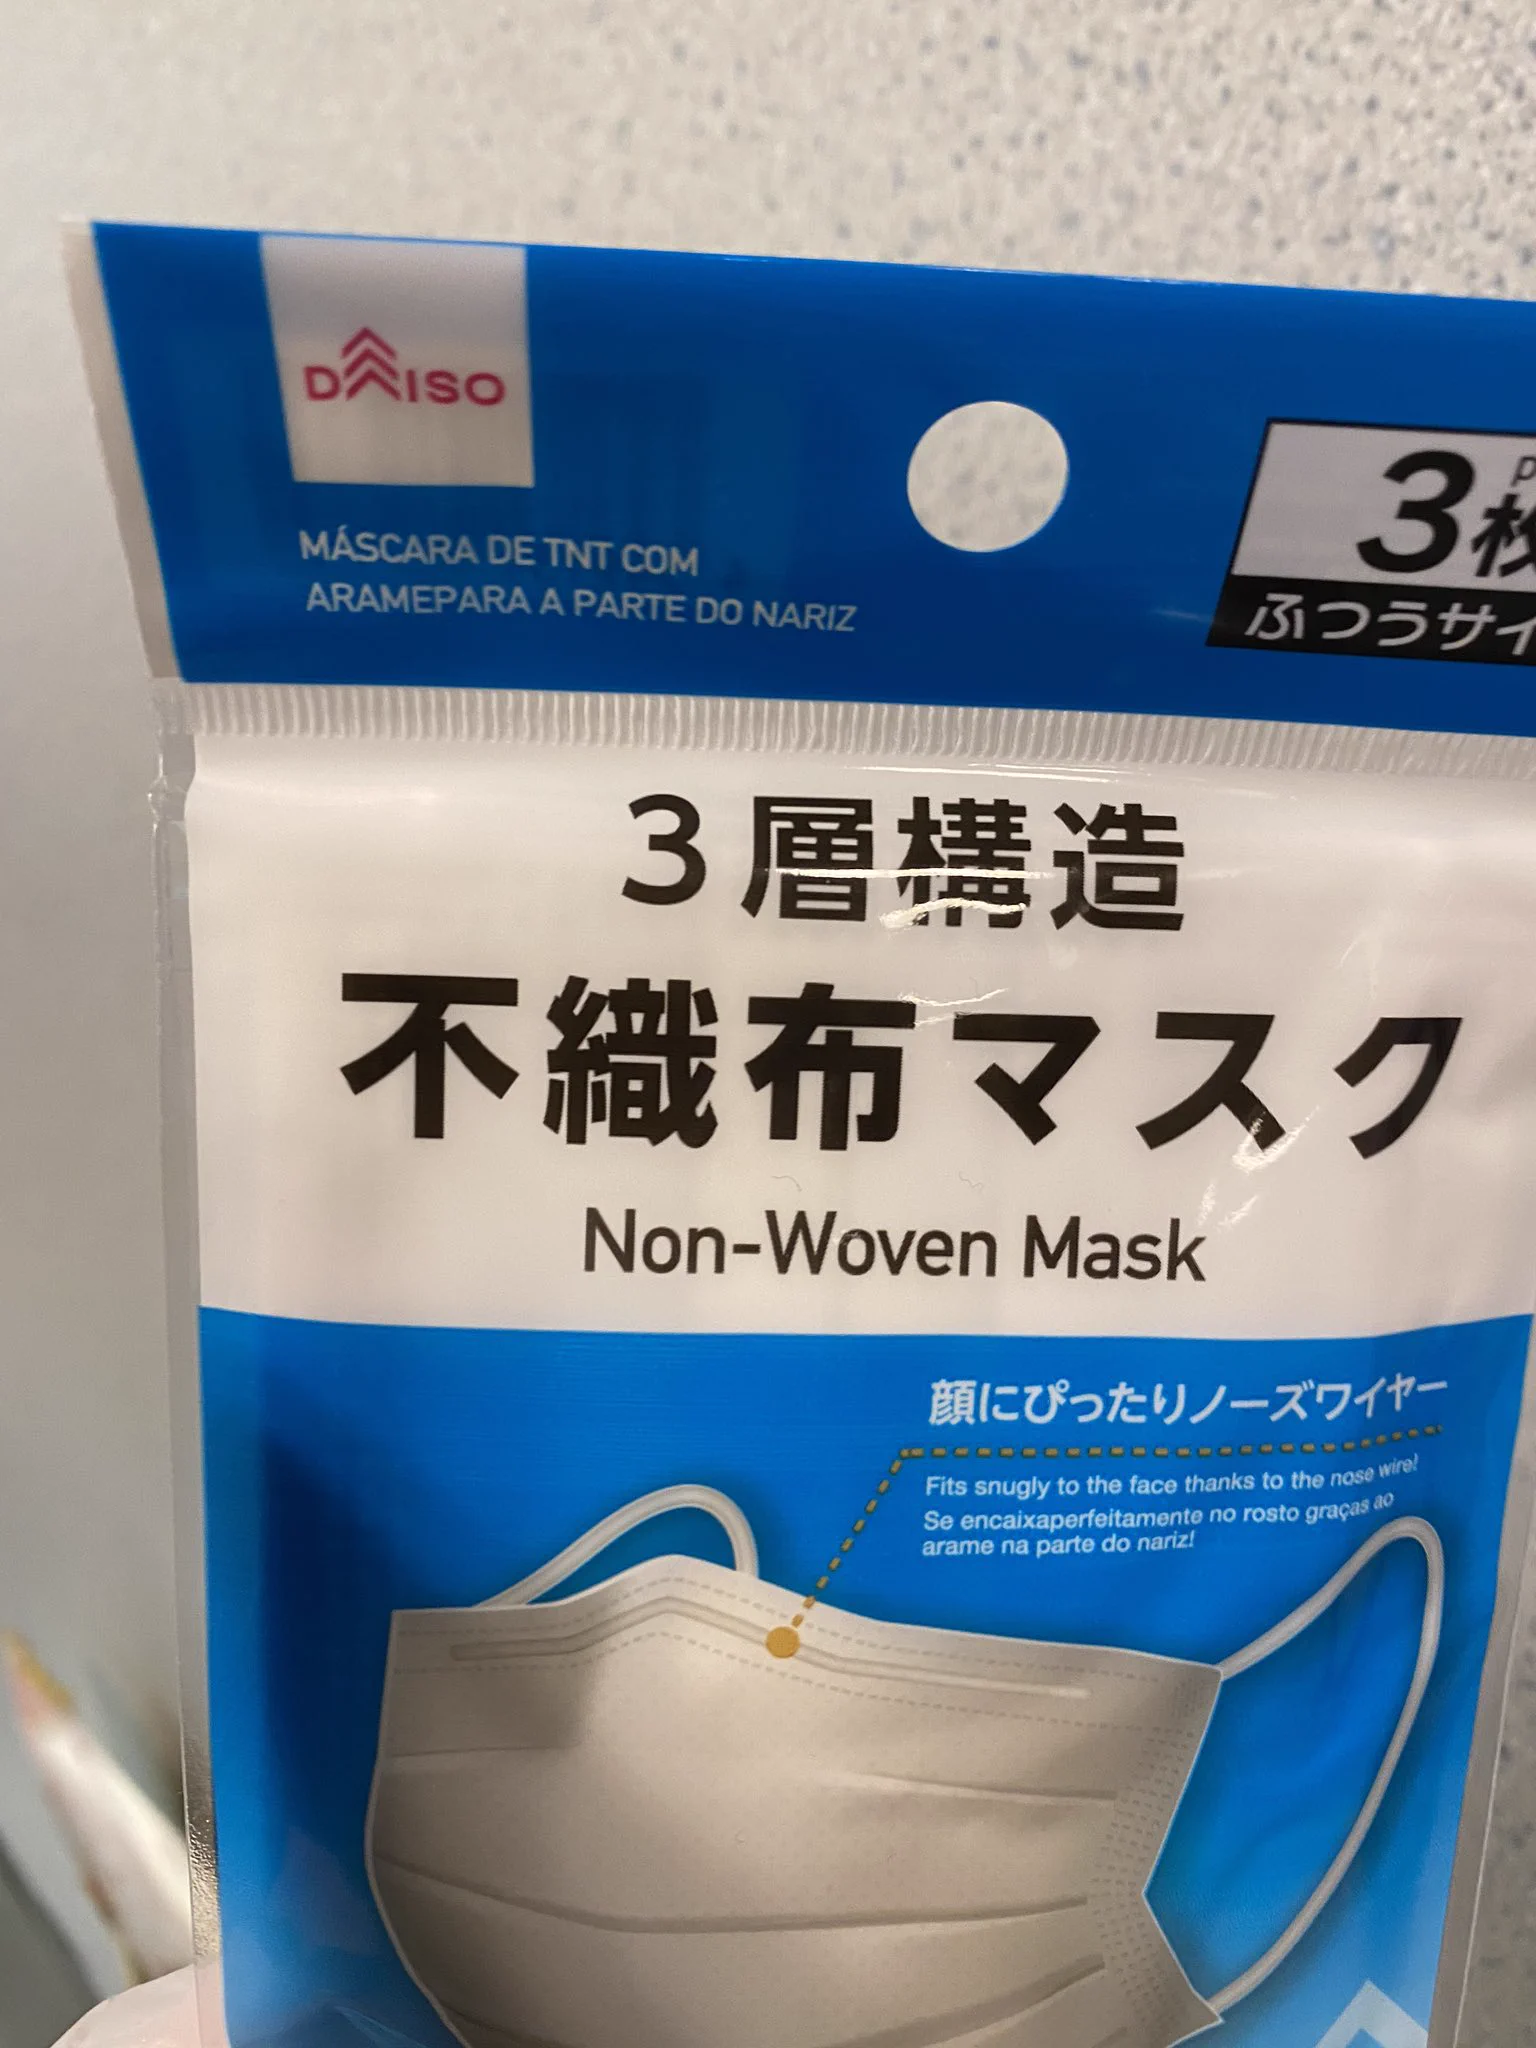 DAISO
MÁSCARA DE TNT COM
ARAMEPARA A PARTE DO NARIZ
3枚
ふつうサイ
3層構造
不織布マスク
Non-Woven Mask
顔にぴったりノーズワイヤー
Fits snugly to the face thanks to the nose wire!
Se encaixaperfeitamente no rosto graças ao
arame na parte do nariz!